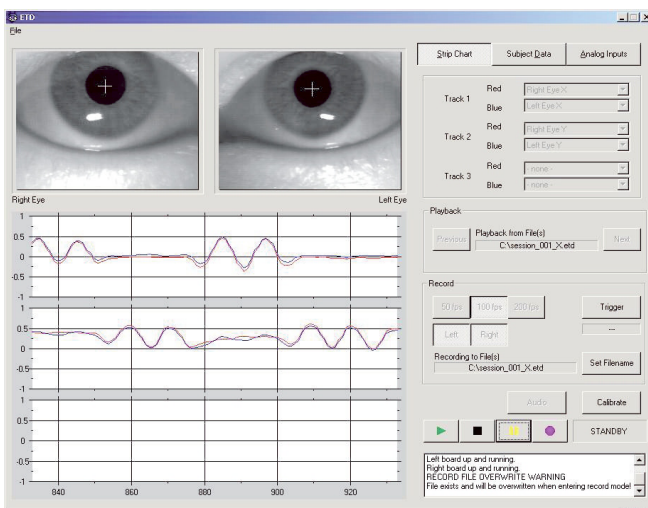 ETD
File
Strip Chart
Subject Data
Analog Inputs
Track 1
Red
Right Eye X
Blue
Left Eye X
Track 2
Red
Right Eye Y
Blue
Left Eye Y
Track 3
Red
- none -
Blue
- none -
Right Eye
Left Eye
1
0.5
0
-0.5
-1
1
0.5
0
-0.5
-1
1
0.5
0
-0.5
-1
840
860
880
900
920
Playback
Previous
Playback from File(s)
C:\session_001_X.etd
Next
Record
50 fps
200 fps
Trigger
---
Left
Right
Recording to File(s)
C:\session_001_X.etd
Set Filename
Audio
Calibrate
STANDBY
Left board up and running.
Right board up and running.
RECORD FILE OVERWRITE WARNING
File exists and will be overwritten when entering record mode!